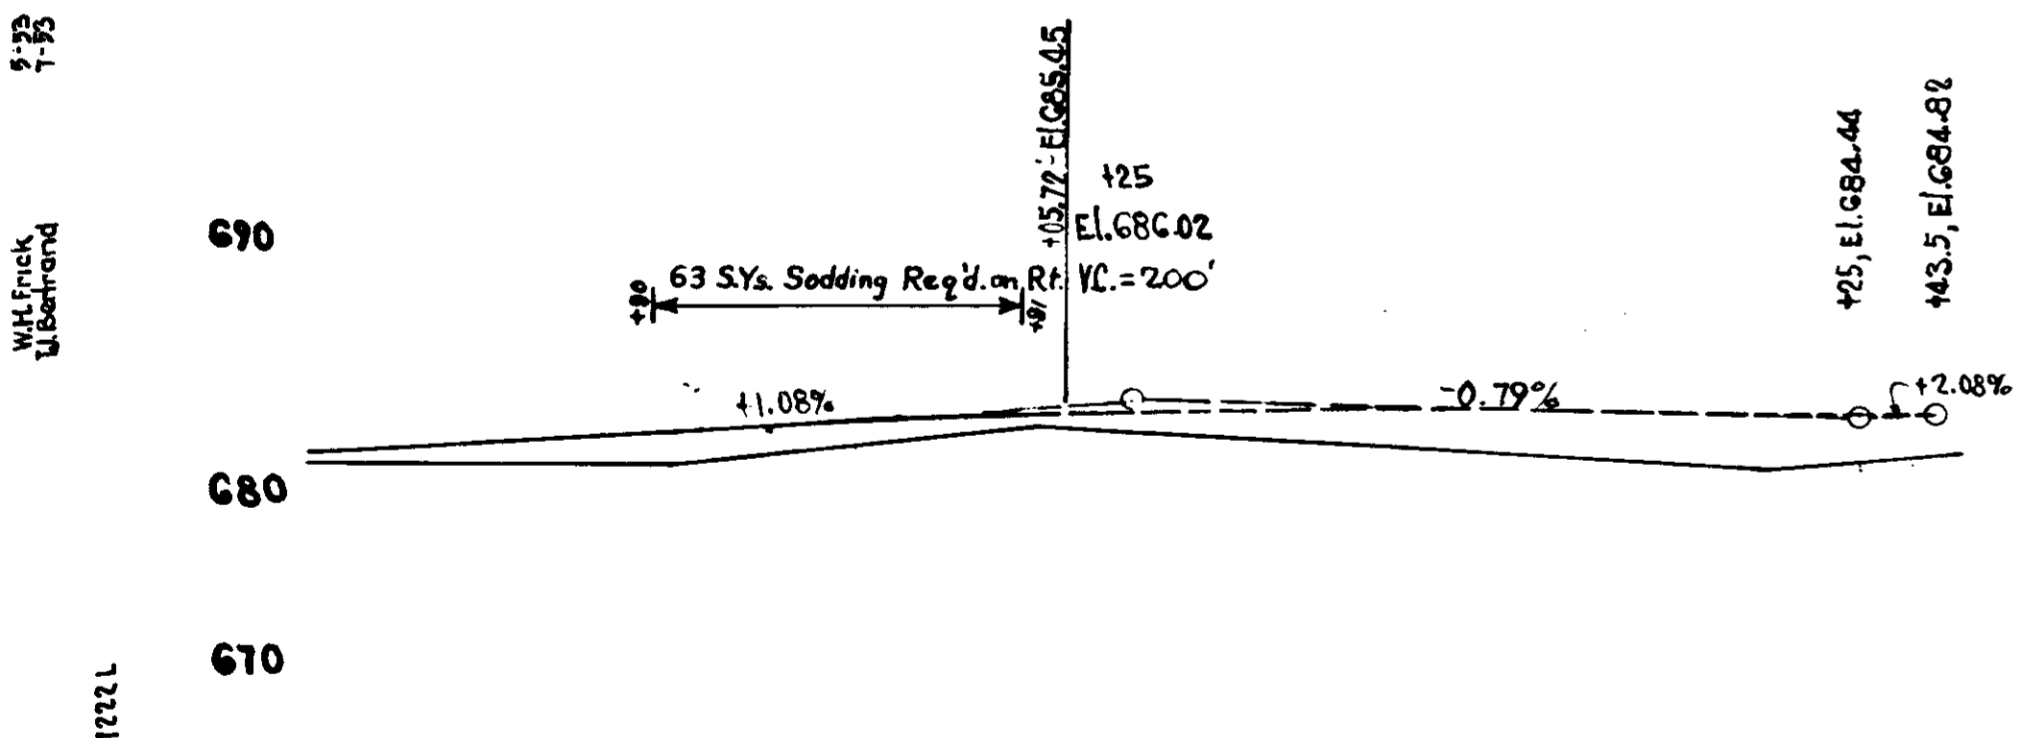 5-53
7-53
W.H.Frick
W.Bertrand
+05.72'-El.685.45
+25
El.686.02
690
63 S.Ys. Sodding Req'd. on Rt.
V.C.=200'
+90
+91
+25, El.684.44
+43.5, El.684.82
+1.08%
-0.79%
+2.08%
680
670